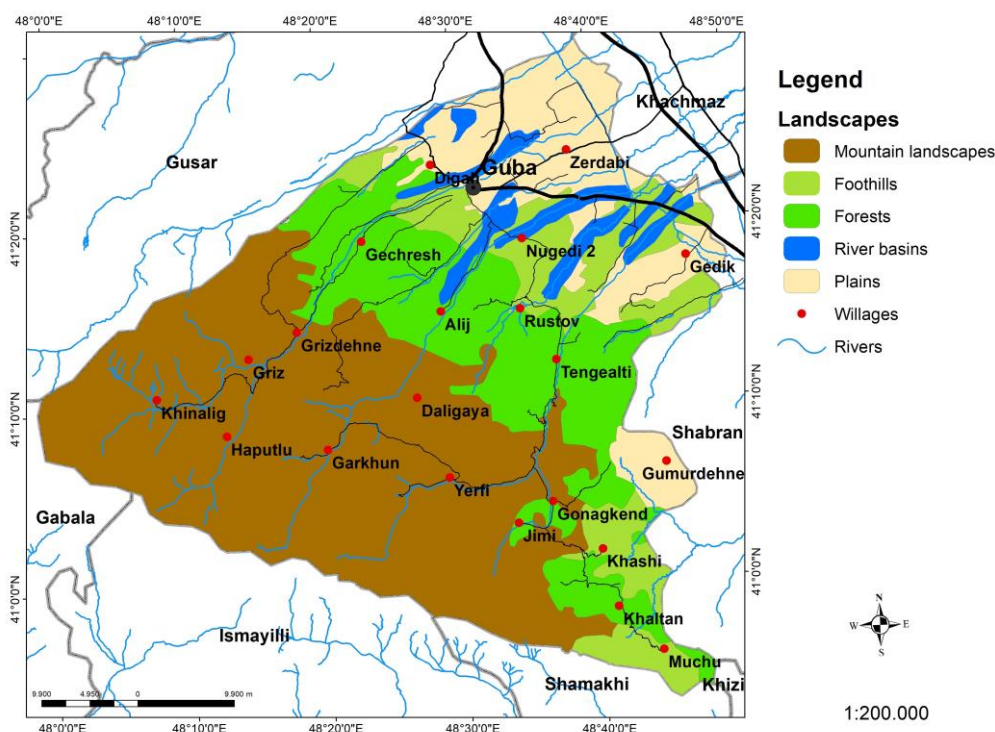 48°0'0"E 48°10'0"E 48°20'0"E 48°30'0"E 48°40'0"E 48°50'0"E
Legend
Landscapes
Mountain landscapes
Foothills
Forests
River basins
Plains
Willages
Rivers
Khachmaz
Gusar
Zerdabi
Guba
Digah
41°20'0"N
41°20'0"N
Gechresh
Nugedi 2
Gedik
Alij
Rustov
Grizdehne
Griz
Tengealti
41°10'0"N
41°10'0"N
Khinalig
Daligaya
Haputlu
Garkhun
Shabran
Gumurdehne
Yerfi
Gonagkend
Gabala
Jimi
Khashi
41°0'0"N
41°0'0"N
Khaltan
Ismayilli
Muchu
Shamakhi
Khizi
N
W E
S
9.900 4.950 0 9.900 m
1:200.000
48°0'0"E 48°10'0"E 48°20'0"E 48°30'0"E 48°40'0"E